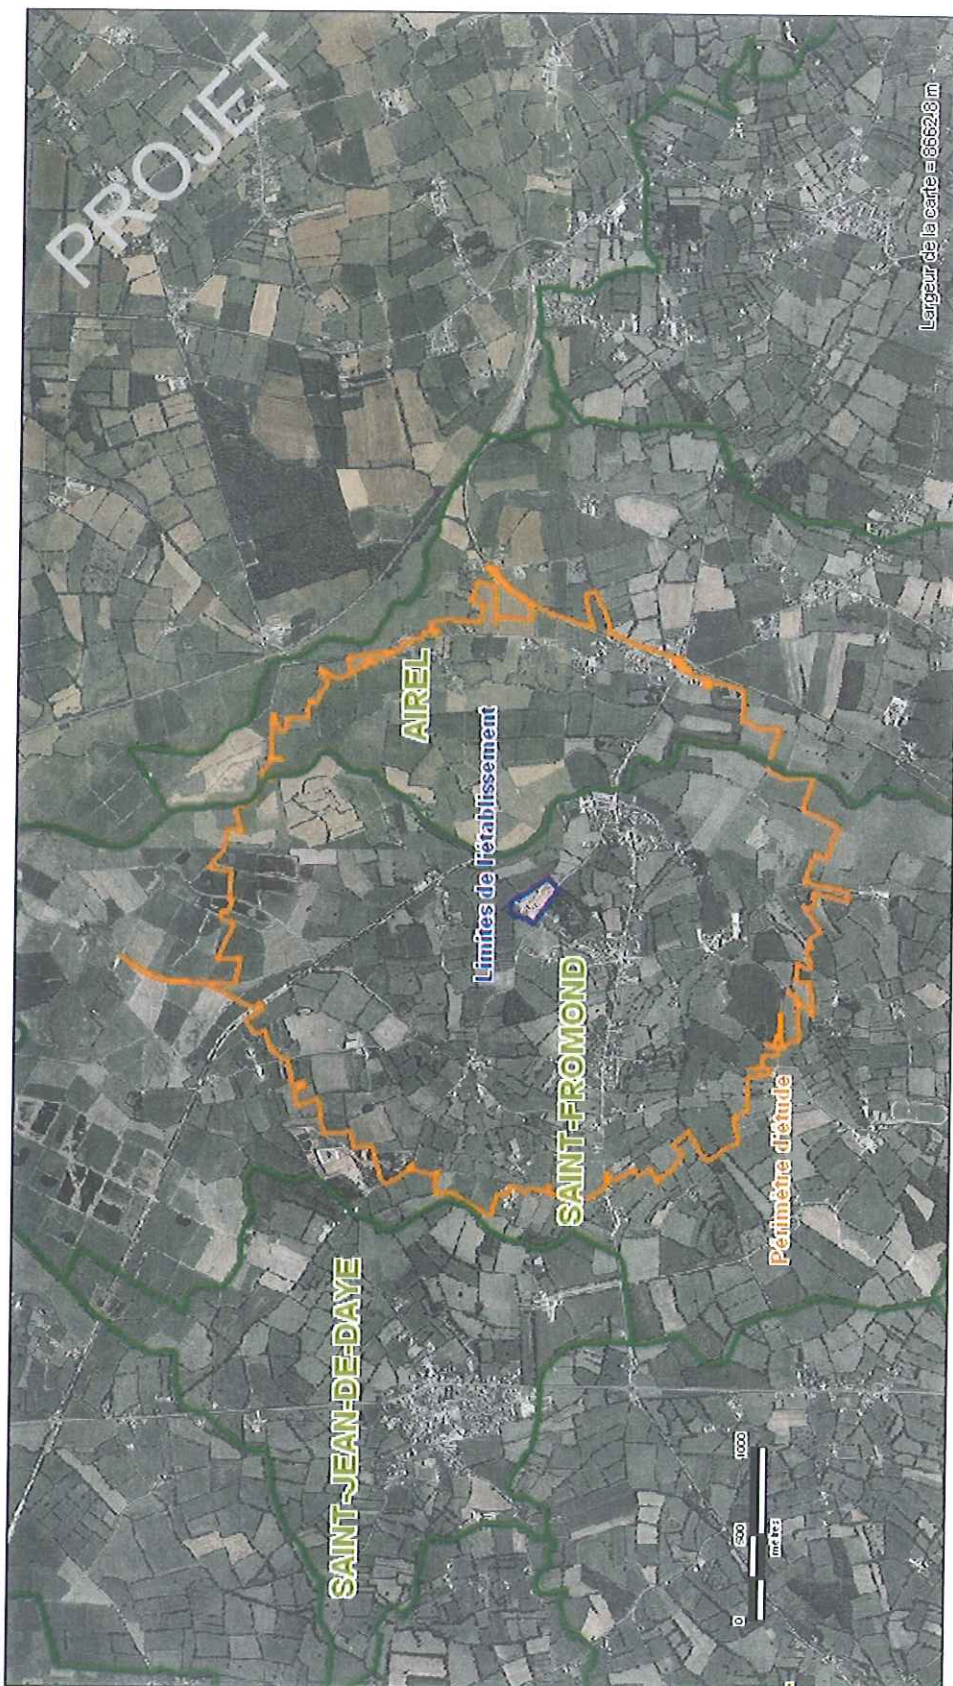 PROJET
SAINT-JEAN-DE-DAYE
AIREL
Limites de l'établissement
SAINT-FROMOND
Périmètre d'étude
0 500 1000
mètres
Largeur de la carte = 8662.8 m